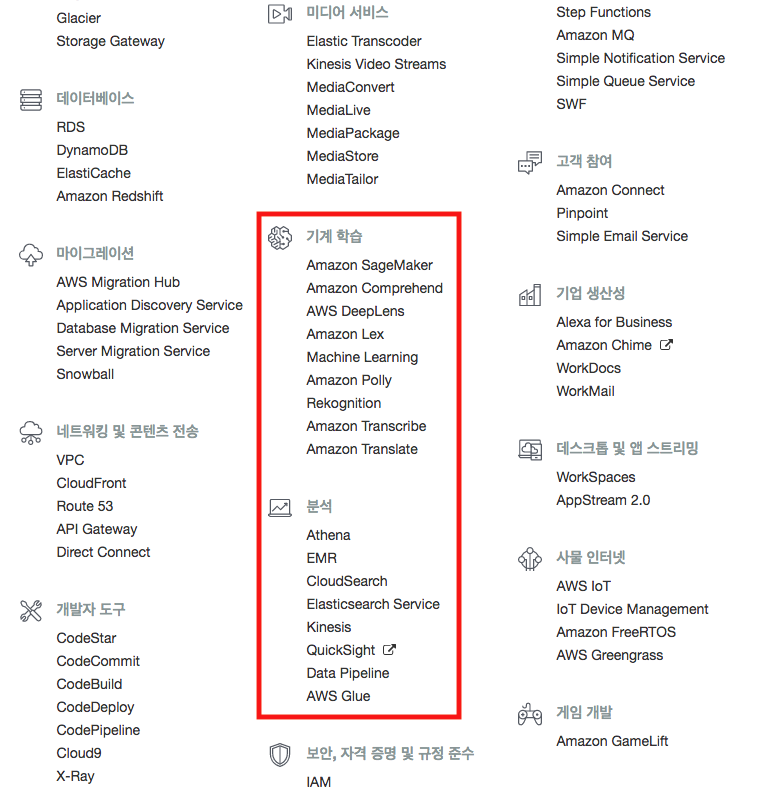 Glacier
Storage Gateway
데이터베이스
RDS
DynamoDB
ElastiCache
Amazon Redshift
마이그레이션
AWS Migration Hub
Application Discovery Service
Database Migration Service
Server Migration Service
Snowball
네트워킹 및 콘텐츠 전송
VPC
CloudFront
Route 53
API Gateway
Direct Connect
개발자 도구
CodeStar
CodeCommit
CodeBuild
CodeDeploy
CodePipeline
Cloud9
X-Ray
미디어 서비스
Elastic Transcoder
Kinesis Video Streams
MediaConvert
MediaLive
MediaPackage
MediaStore
MediaTailor
기계 학습
Amazon SageMaker
Amazon Comprehend
AWS DeepLens
Amazon Lex
Machine Learning
Amazon Polly
Rekognition
Amazon Transcribe
Amazon Translate
분석
Athena
EMR
CloudSearch
Elasticsearch Service
Kinesis
QuickSight
Data Pipeline
AWS Glue
보안, 자격 증명 및 규정 준수
IAM
Step Functions
Amazon MQ
Simple Notification Service
Simple Queue Service
SWF
고객 참여
Amazon Connect
Pinpoint
Simple Email Service
기업 생산성
Alexa for Business
Amazon Chime
WorkDocs
WorkMail
데스크톱 및 앱 스트리밍
WorkSpaces
AppStream 2.0
사물 인터넷
AWS IoT
IoT Device Management
Amazon FreeRTOS
AWS Greengrass
게임 개발
Amazon GameLift